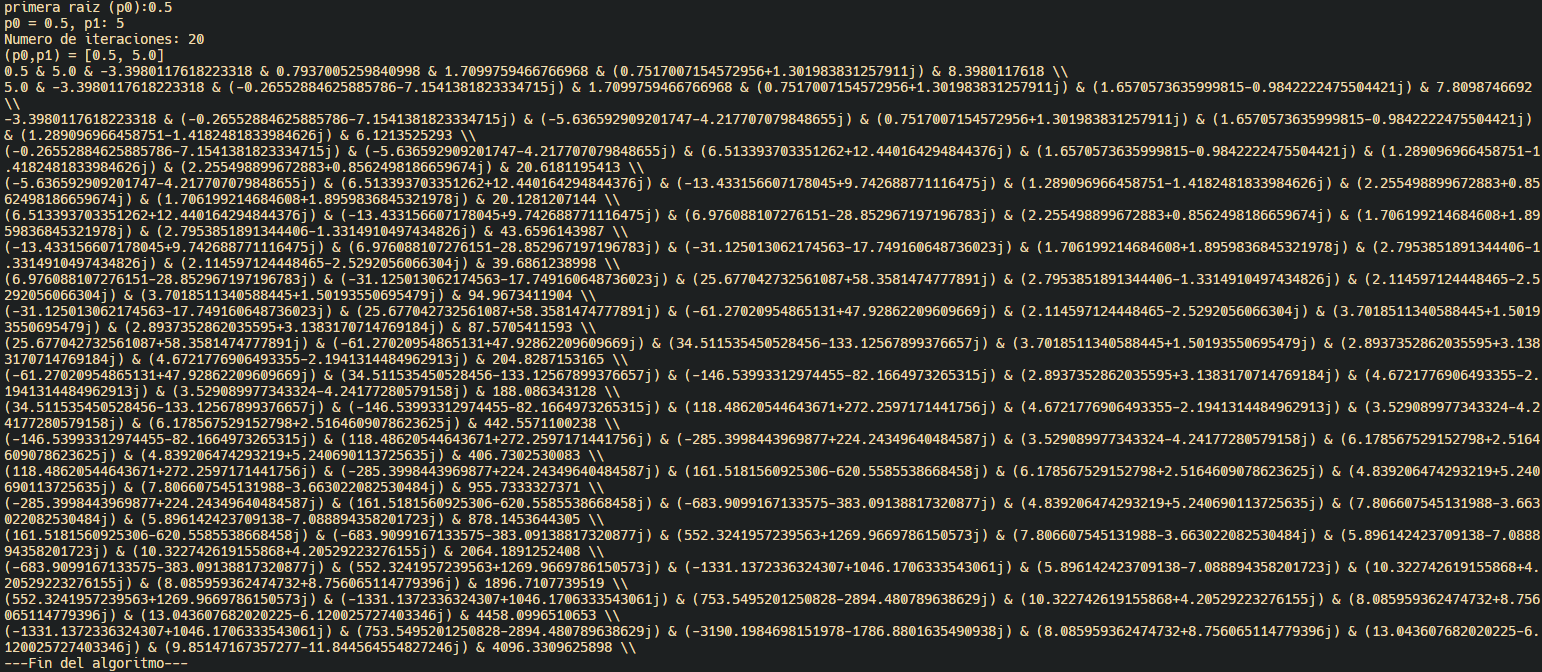 primera raiz (p0):0.5
p0 = 0.5, p1: 5
Numero de iteraciones: 20
(p0,p1) = [0.5, 5.0]
0.5 & 5.0 & -3.3980117618223318 & 0.7937005259840998 & 1.7099759466766968 & (0.7517007154572956+1.301983831257911j) & 8.3980117618 \\
5.0 & -3.3980117618223318 & (-0.26552884625885786-7.1541381823334715j) & 1.7099759466766968 & (0.7517007154572956+1.301983831257911j) & (1.6570573635999815-0.9842222475504421j) & 7.8098746692
\\
-3.3980117618223318 & (-0.26552884625885786-7.1541381823334715j) & (-5.636592909201747-4.217707079848655j) & (0.7517007154572956+1.301983831257911j) & (1.6570573635999815-0.9842222475504421j)
& (1.289096966458751-1.4182481833984626j) & 6.1213525293 \\
(-0.26552884625885786-7.1541381823334715j) & (-5.636592909201747-4.217707079848655j) & (6.513393703351262+12.440164294844376j) & (1.6570573635999815-0.9842222475504421j) & (1.289096966458751-1
.4182481833984626j) & (2.255498899672883+0.8562498186659674j) & 20.6181195413 \\
(-5.636592909201747-4.217707079848655j) & (6.513393703351262+12.440164294844376j) & (-13.433156607178045+9.742688771116475j) & (1.289096966458751-1.4182481833984626j) & (2.255498899672883+0.85
62498186659674j) & (1.706199214684608+1.8959836845321978j) & 20.1281207144 \\
(6.513393703351262+12.440164294844376j) & (-13.433156607178045+9.742688771116475j) & (6.976088107276151-28.852967197196783j) & (2.255498899672883+0.8562498186659674j) & (1.706199214684608+1.89
59836845321978j) & (2.7953851891344406-1.3314910497434826j) & 43.6596143987 \\
(-13.433156607178045+9.742688771116475j) & (6.976088107276151-28.852967197196783j) & (-31.125013062174563-17.749160648736023j) & (1.706199214684608+1.8959836845321978j) & (2.7953851891344406-1
.3314910497434826j) & (2.114597124448465-2.5292056066304j) & 39.6861238998 \\
(6.976088107276151-28.852967197196783j) & (-31.125013062174563-17.749160648736023j) & (25.677042732561087+58.3581474777891j) & (2.7953851891344406-1.3314910497434826j) & (2.114597124448465-2.5
292056066304j) & (3.7018511340588445+1.50193550695479j) & 94.9673411904 \\
(-31.125013062174563-17.749160648736023j) & (25.677042732561087+58.3581474777891j) & (-61.27020954865131+47.92862209609669j) & (2.114597124448465-2.5292056066304j) & (3.7018511340588445+1.5019
3550695479j) & (2.8937352862035595+3.1383170714769184j) & 87.5705411593 \\
(25.677042732561087+58.3581474777891j) & (-61.27020954865131+47.92862209609669j) & (34.511535450528456-133.12567899376657j) & (3.7018511340588445+1.50193550695479j) & (2.8937352862035595+3.138
3170714769184j) & (4.6721776906493355-2.1941314484962913j) & 204.8287153165 \\
(-61.27020954865131+47.92862209609669j) & (34.511535450528456-133.12567899376657j) & (-146.53993312974455-82.1664973265315j) & (2.8937352862035595+3.1383170714769184j) & (4.6721776906493355-2.
1941314484962913j) & (3.529089977343324-4.24177280579158j) & 188.086343128 \\
(34.511535450528456-133.12567899376657j) & (-146.53993312974455-82.1664973265315j) & (118.48620544643671+272.2597171441756j) & (4.6721776906493355-2.1941314484962913j) & (3.529089977343324-4.2
4177280579158j) & (6.178567529152798+2.5164609078623625j) & 442.5571100238 \\
(-146.53993312974455-82.1664973265315j) & (118.48620544643671+272.2597171441756j) & (-285.3998443969877+224.24349640484587j) & (3.529089977343324-4.24177280579158j) & (6.178567529152798+2.5164
609078623625j) & (4.839206474293219+5.240690113725635j) & 406.7302530083 \\
(118.48620544643671+272.2597171441756j) & (-285.3998443969877+224.24349640484587j) & (161.5181560925306-620.5585538668458j) & (6.178567529152798+2.5164609078623625j) & (4.839206474293219+5.240
690113725635j) & (7.806607545131988-3.663022082530484j) & 955.7333327371 \\
(-285.3998443969877+224.24349640484587j) & (161.5181560925306-620.5585538668458j) & (-683.9099167133575-383.09138817320877j) & (4.839206474293219+5.240690113725635j) & (7.806607545131988-3.663
022082530484j) & (5.896142423709138-7.088894358201723j) & 878.1453644305 \\
(161.5181560925306-620.5585538668458j) & (-683.9099167133575-383.09138817320877j) & (552.3241957239563+1269.9669786150573j) & (7.806607545131988-3.663022082530484j) & (5.896142423709138-7.0888
94358201723j) & (10.322742619155868+4.20529223276155j) & 2064.1891252408 \\
(-683.9099167133575-383.09138817320877j) & (552.3241957239563+1269.9669786150573j) & (-1331.1372336324307+1046.1706333543061j) & (5.896142423709138-7.088894358201723j) & (10.322742619155868+4.
20529223276155j) & (8.085959362474732+8.756065114779396j) & 1896.7107739519 \\
(552.3241957239563+1269.9669786150573j) & (-1331.1372336324307+1046.1706333543061j) & (753.5495201250828-2894.480789638629j) & (10.322742619155868+4.20529223276155j) & (8.085959362474732+8.756
065114779396j) & (13.043607682020225-6.120025727403346j) & 4458.0996510653 \\
(-1331.1372336324307+1046.1706333543061j) & (753.5495201250828-2894.480789638629j) & (-3190.1984698151978-1786.8801635490938j) & (8.085959362474732+8.756065114779396j) & (13.043607682020225-6.
120025727403346j) & (9.85147167357277-11.844564554827246j) & 4096.3309625898 \\
---Fin del algoritmo---